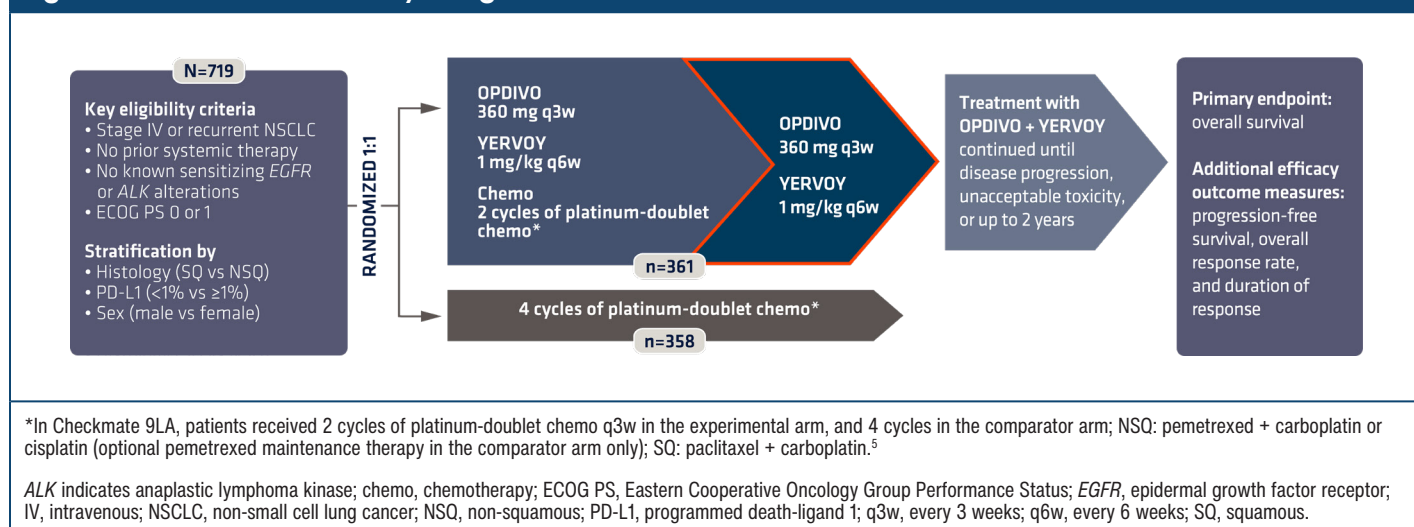 N=719
Key eligibility criteria
• Stage IV or recurrent NSCLC
• No prior systemic therapy
• No known sensitizing EGFR
or ALK alterations
• ECOG PS 0 or 1
Stratification by
• Histology (SQ vs NSQ)
• PD-L1 (<1% vs ≥1%)
• Sex (male vs female)
RANDOMIZED 1:1
OPDIVO
360 mg q3w
YERVOY
1 mg/kg q6w
Chemo
2 cycles of platinum-doublet
chemo*
OPDIVO
360 mg q3w
YERVOY
1 mg/kg q6w
n=361
4 cycles of platinum-doublet chemo*
n=358
Treatment with
OPDIVO + YERVOY
continued until
disease progression,
unacceptable toxicity,
or up to 2 years
Primary endpoint:
overall survival
Additional efficacy
outcome measures:
progression-free
survival, overall
response rate,
and duration of
response
*In Checkmate 9LA, patients received 2 cycles of platinum-doublet chemo q3w in the experimental arm, and 4 cycles in the comparator arm; NSQ: pemetrexed + carboplatin or
cisplatin (optional pemetrexed maintenance therapy in the comparator arm only); SQ: paclitaxel + carboplatin.⁵
ALK indicates anaplastic lymphoma kinase; chemo, chemotherapy; ECOG PS, Eastern Cooperative Oncology Group Performance Status; EGFR, epidermal growth factor receptor;
IV, intravenous; NSCLC, non-small cell lung cancer; NSQ, non-squamous; PD-L1, programmed death-ligand 1; q3w, every 3 weeks; q6w, every 6 weeks; SQ, squamous.